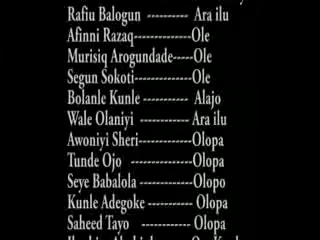 Rafiu Balogun ----------- Ara ilu
Afinni Razaq--------------Ole
Murisiq Arogundade-----Ole
Segun Sokoti--------------Ole
Bolanle Kunle ----------- Alajo
Wale Olaniyi ------------ Ara ilu
Awoniyi Sheri-------------Olopa
Tunde Ojo ---------------Olopa
Seye Babalola -------------Olopo
Kunle Adegoke ----------- Olopa
Saheed Tayo ------------ Olopa